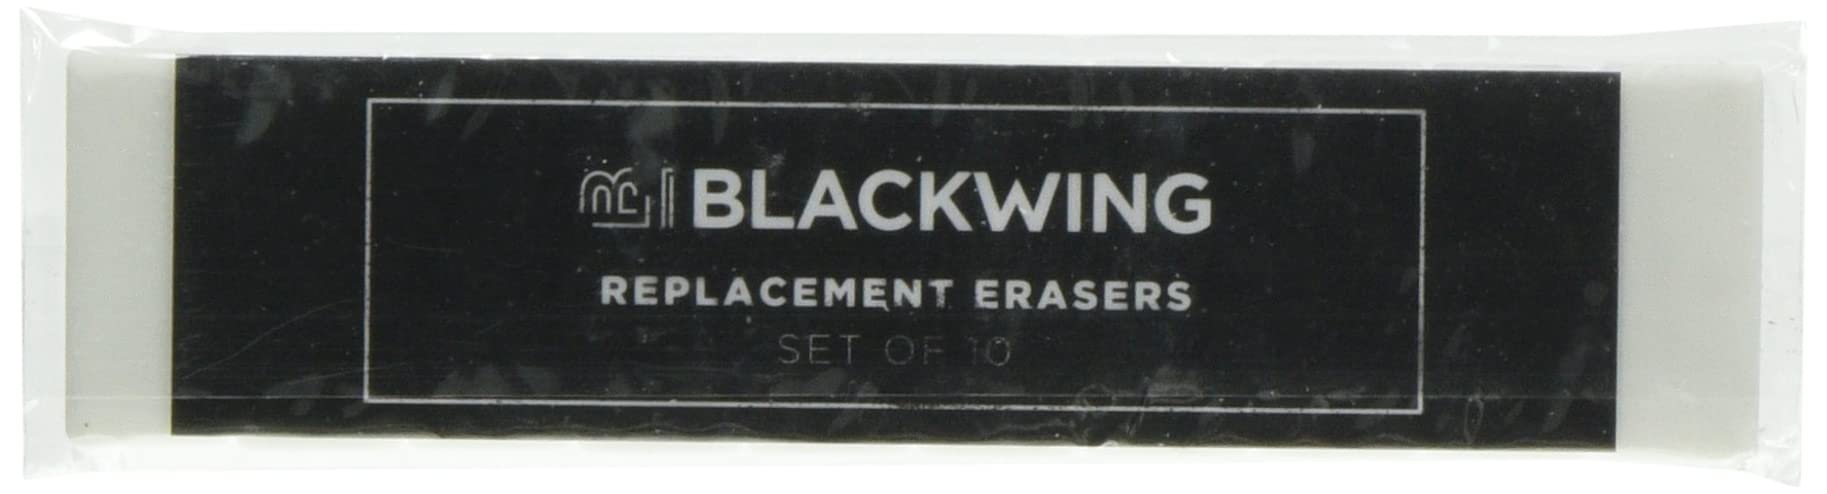 BLACKWING
REPLACEMENT ERASERS
SET OF 10